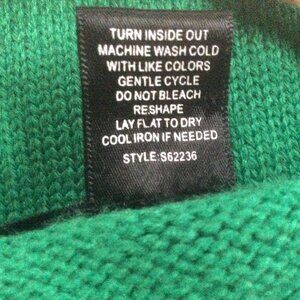 TURN INSIDE OUT
MACHINE WASH COLD
WITH LIKE COLORS
GENTLE CYCLE
DO NOT BLEACH
RESHAPE
LAY FLAT TO DRY
COOL IRON IF NEEDED
STYLE:S62236